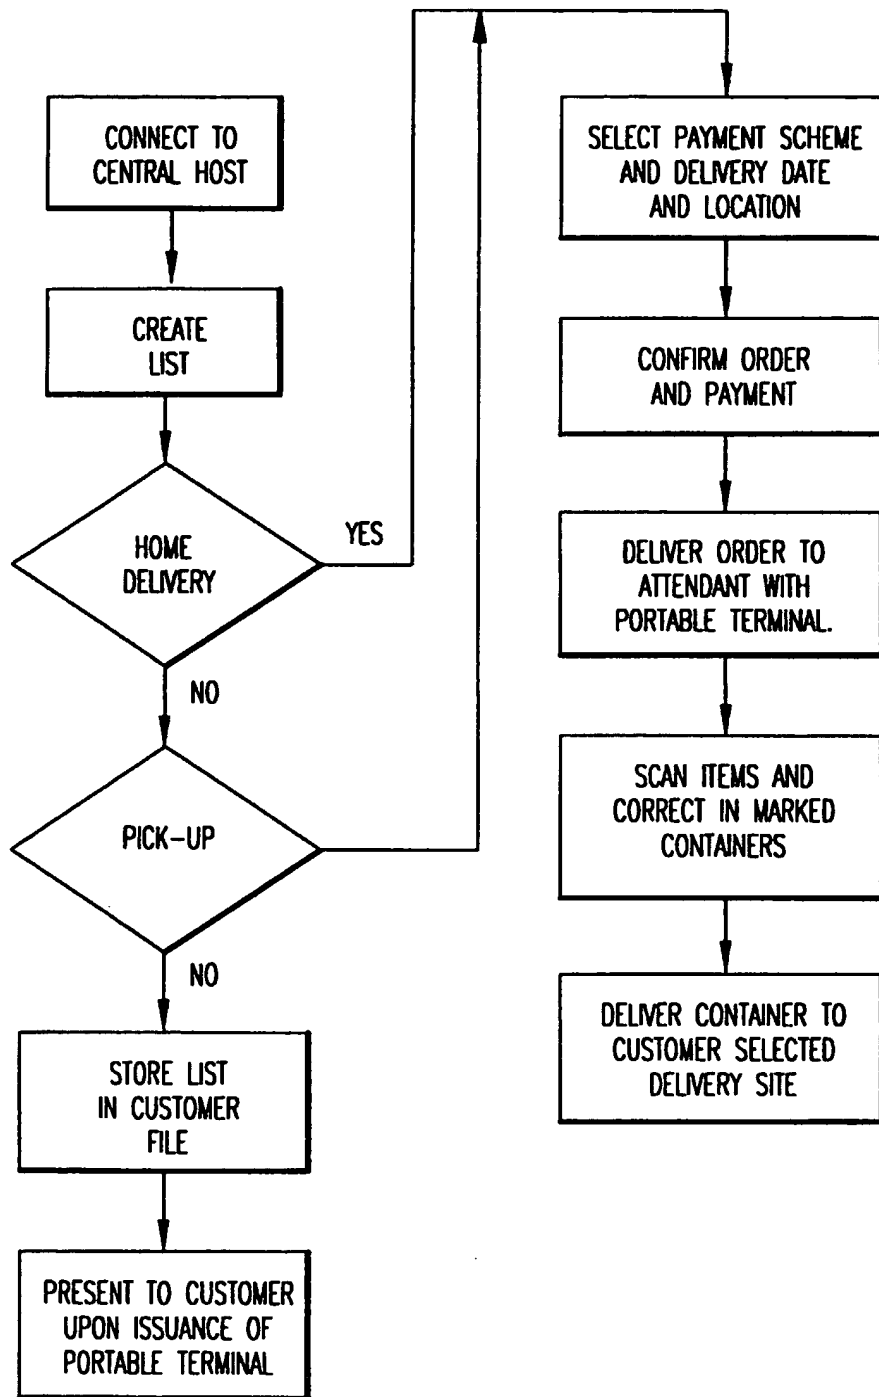 CONNECT TO
CENTRAL HOST
CREATE
LIST
HOME
DELIVERY
YES
NO
PICK-UP
NO
STORE LIST
IN CUSTOMER
FILE
PRESENT TO CUSTOMER
UPON ISSUANCE OF
PORTABLE TERMINAL
SELECT PAYMENT SCHEME
AND DELIVERY DATE
AND LOCATION
CONFIRM ORDER
AND PAYMENT
DELIVER ORDER TO
ATTENDANT WITH
PORTABLE TERMINAL.
SCAN ITEMS AND
CORRECT IN MARKED
CONTAINERS
DELIVER CONTAINER TO
CUSTOMER SELECTED
DELIVERY SITE